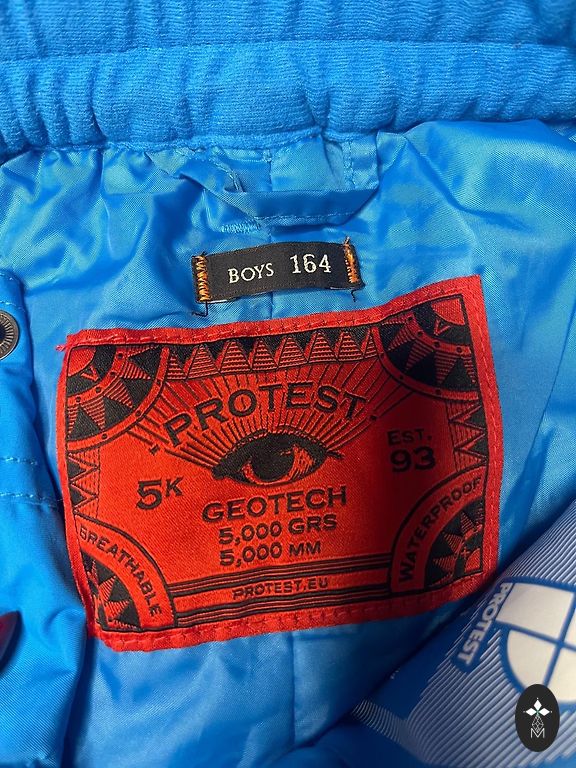 BOYS 164
PROTEST
EST. 93
5K
GEOTECH
5,000 GRS
5,000 MM
BREATHABLE
WATERPROOF
PROTEST.EU
PROTEST
M